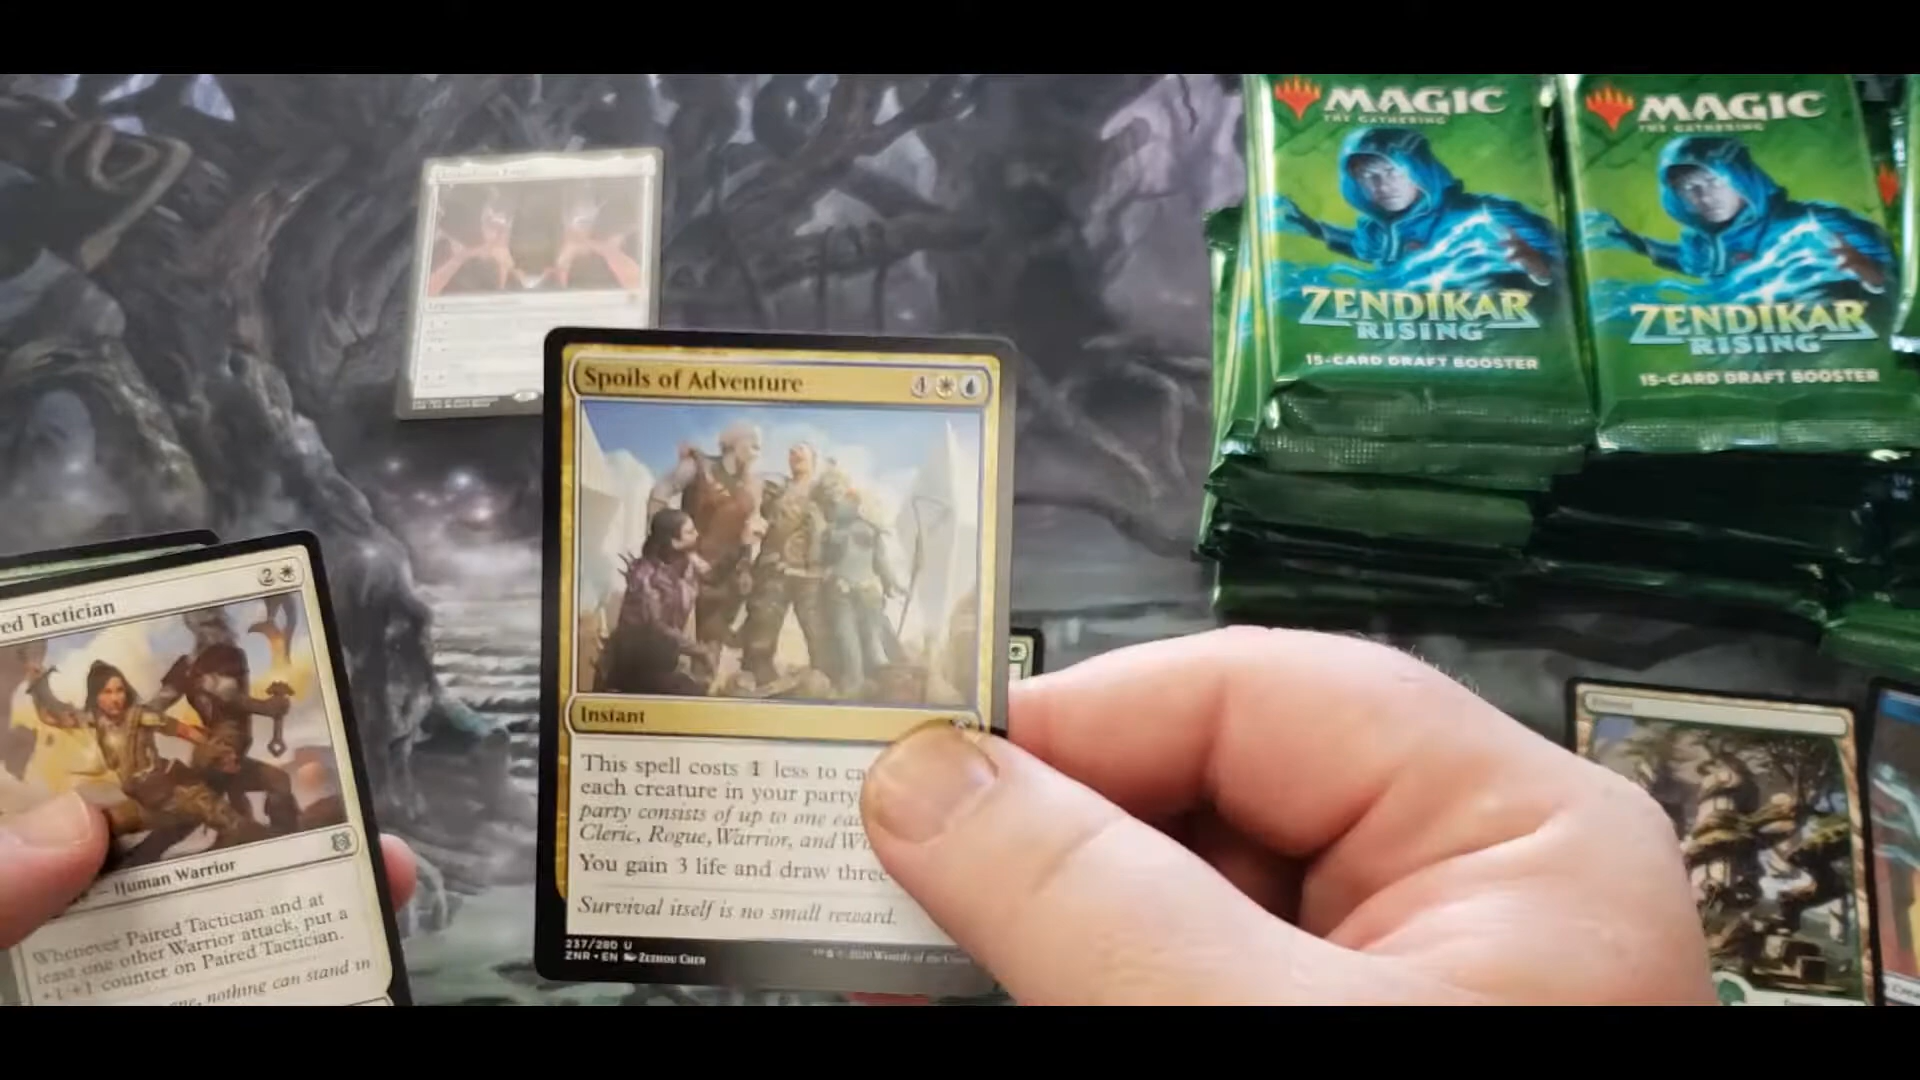 MAGIC
THE GATHERING
ZENDIKAR
RISING
15-CARD DRAFT BOOSTER
MAGIC
THE GATHERING
ZENDIKAR
RISING
15-CARD DRAFT BOOSTER
Spoils of Adventure 4
Instant
This spell costs 1 less to
each creature in your party
party consists of up to one
Cleric, Rogue, Warrior, and
You gain 3 life and draw three
Survival itself is no small reward.
237/280 U
ZNR • EN ZEZHOU CHEN
© 2020 Wizards of the
ed Tactician 2
– Human Warrior
Whenever Paired Tactician and at
least one other Warrior attack, put a
+1/+1 counter on Paired Tactician.
nothing can stand in